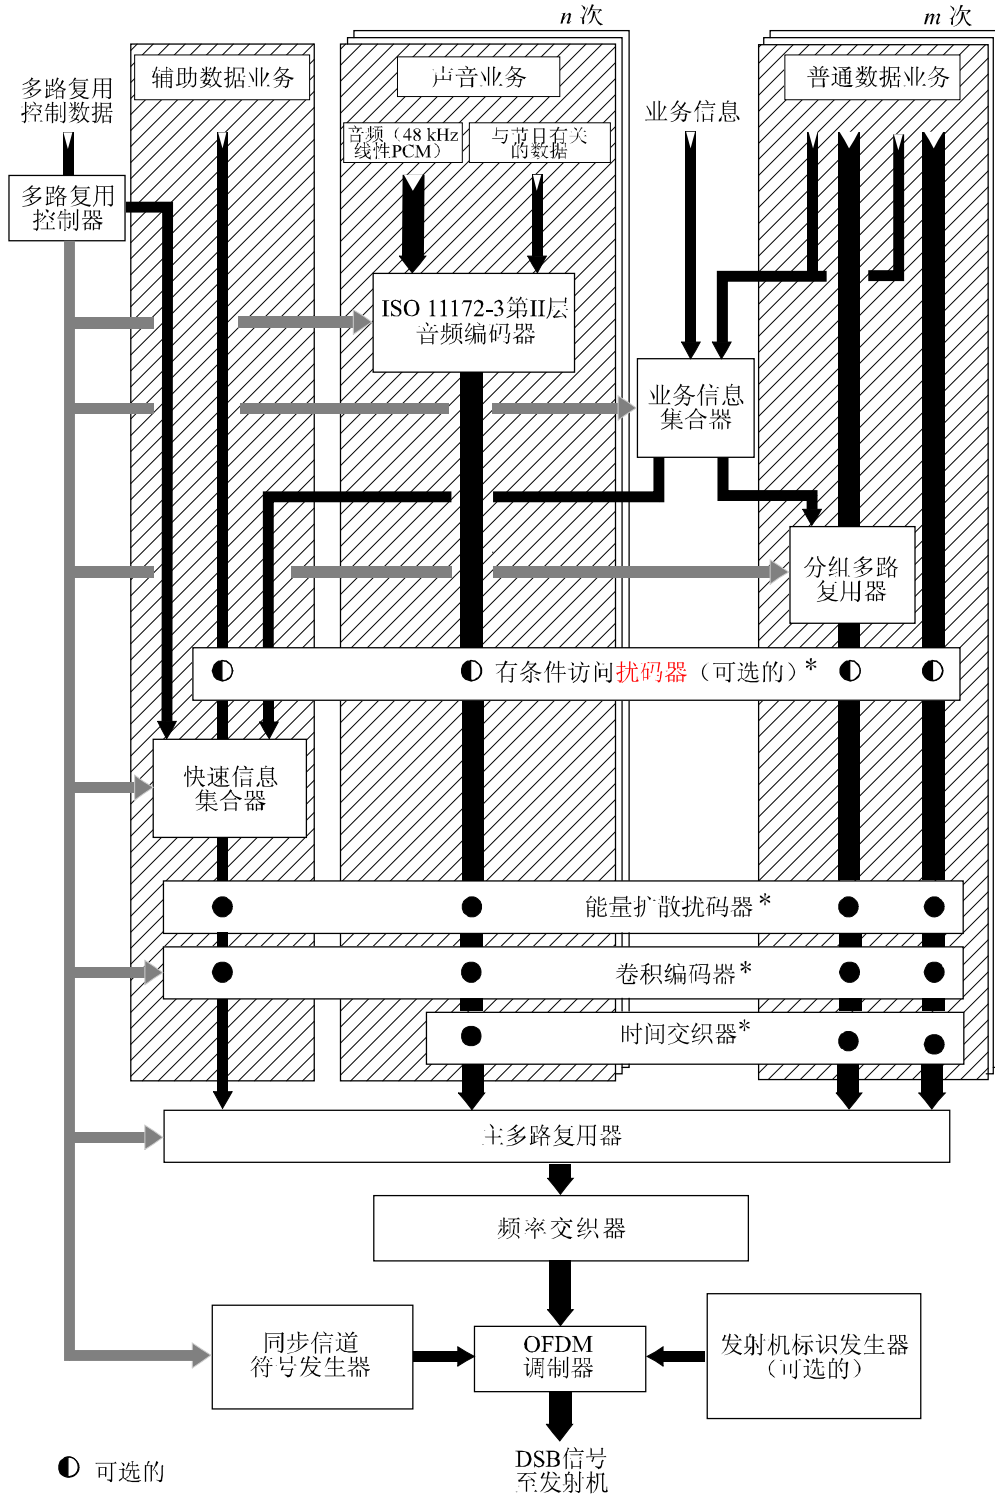 n 次
m 次
辅助数据业务
声音业务
普通数据业务
多路复用
控制数据
业务信息
音频（48 kHz
线性PCM）
与节目有关
的数据
多路复用
控制器
ISO 11172-3第II层
音频编码器
业务信息
集合器
分组多路
复用器
有条件访问扰码器（可选的）*
快速信息
集合器
能量扩散扰码器*
卷积编码器*
时间交织器*
主多路复用器
频率交织器
同步信道
符号发生器
OFDM
调制器
发射机标识发生器
（可选的）
DSB信号
至发射机
可选的